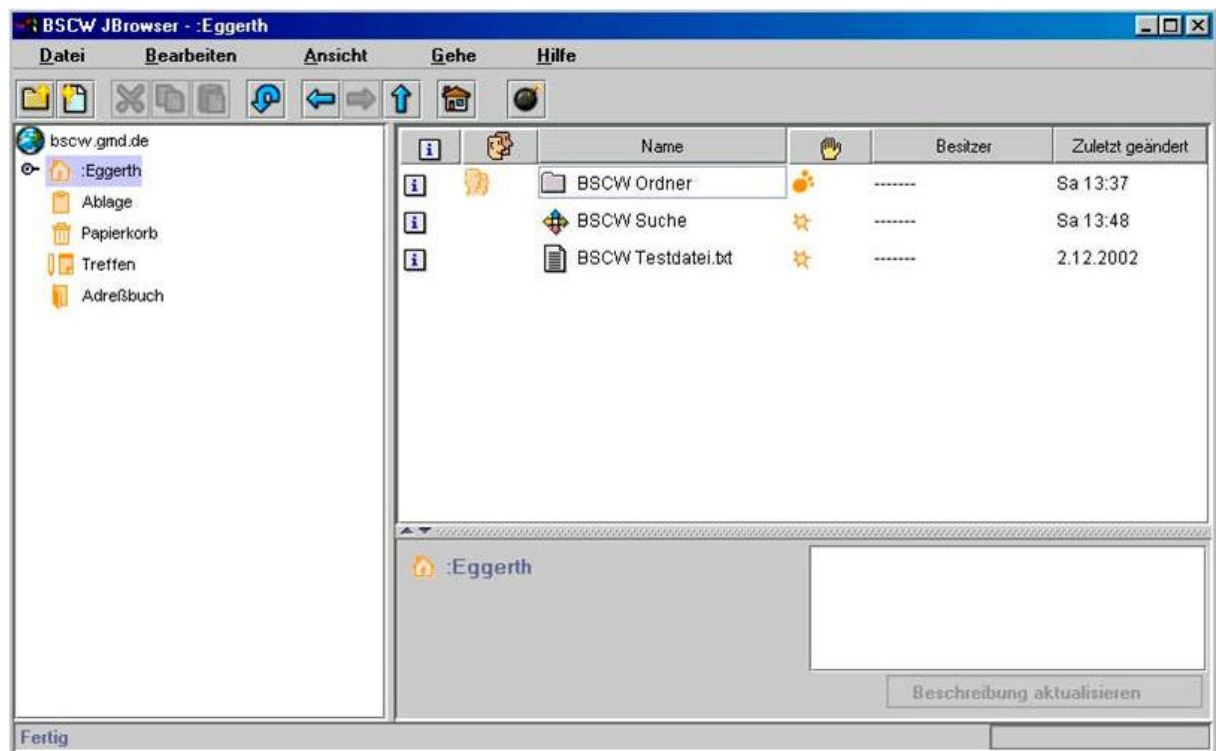 BSCW JBrowser - :Eggerth
Datei Bearbeiten Ansicht Gehe Hilfe
bscw.gmd.de
:Eggerth
Ablage
Papierkorb
Treffen
Adreßbuch
i Name Besitzer Zuletzt geändert
i BSCW Ordner ------- Sa 13:37
i BSCW Suche ------- Sa 13:48
i BSCW Testdatei.txt ------- 2.12.2002
:Eggerth
Beschreibung aktualisieren
Fertig